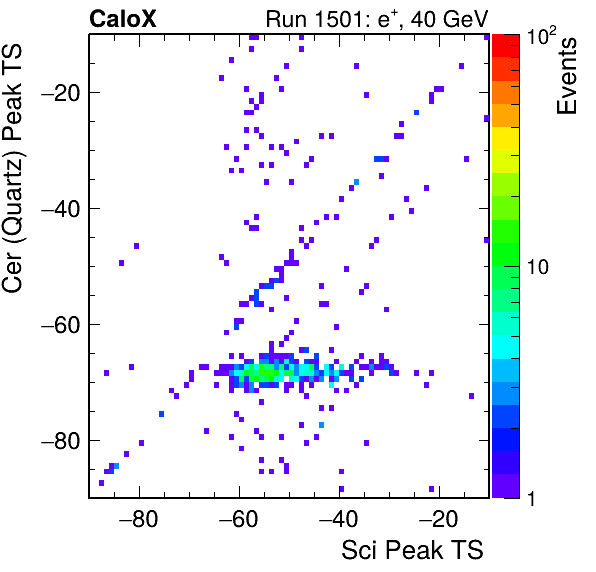 CaloX Run 1501: e⁺, 40 GeV
Cer (Quartz) Peak TS
−20
−40
−60
−80
−80 −60 −40 −20
Sci Peak TS
10²
10
1
Events